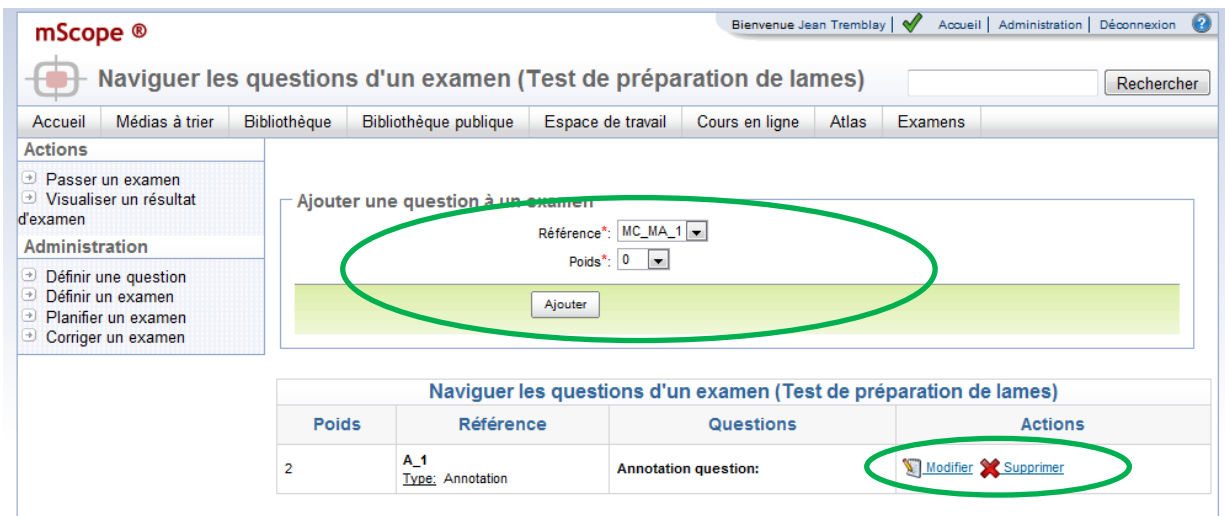 mScope ®
Bienvenue Jean Tremblay | Accueil | Administration | Déconnexion ?
Naviguer les questions d'un examen (Test de préparation de lames)
Rechercher
Accueil Médias à trier Bibliothèque Bibliothèque publique Espace de travail Cours en ligne Atlas Examens
Actions
Passer un examen
Visualiser un résultat
d'examen
Administration
Définir une question
Définir un examen
Planifier un examen
Corriger un examen
Ajouter une question à un examen
Référence*: MC_MA_1
Poids*: 0
Ajouter
Naviguer les questions d'un examen (Test de préparation de lames)
Poids Référence Questions Actions
2 A_1 Annotation question: Modifier Supprimer
Type: Annotation